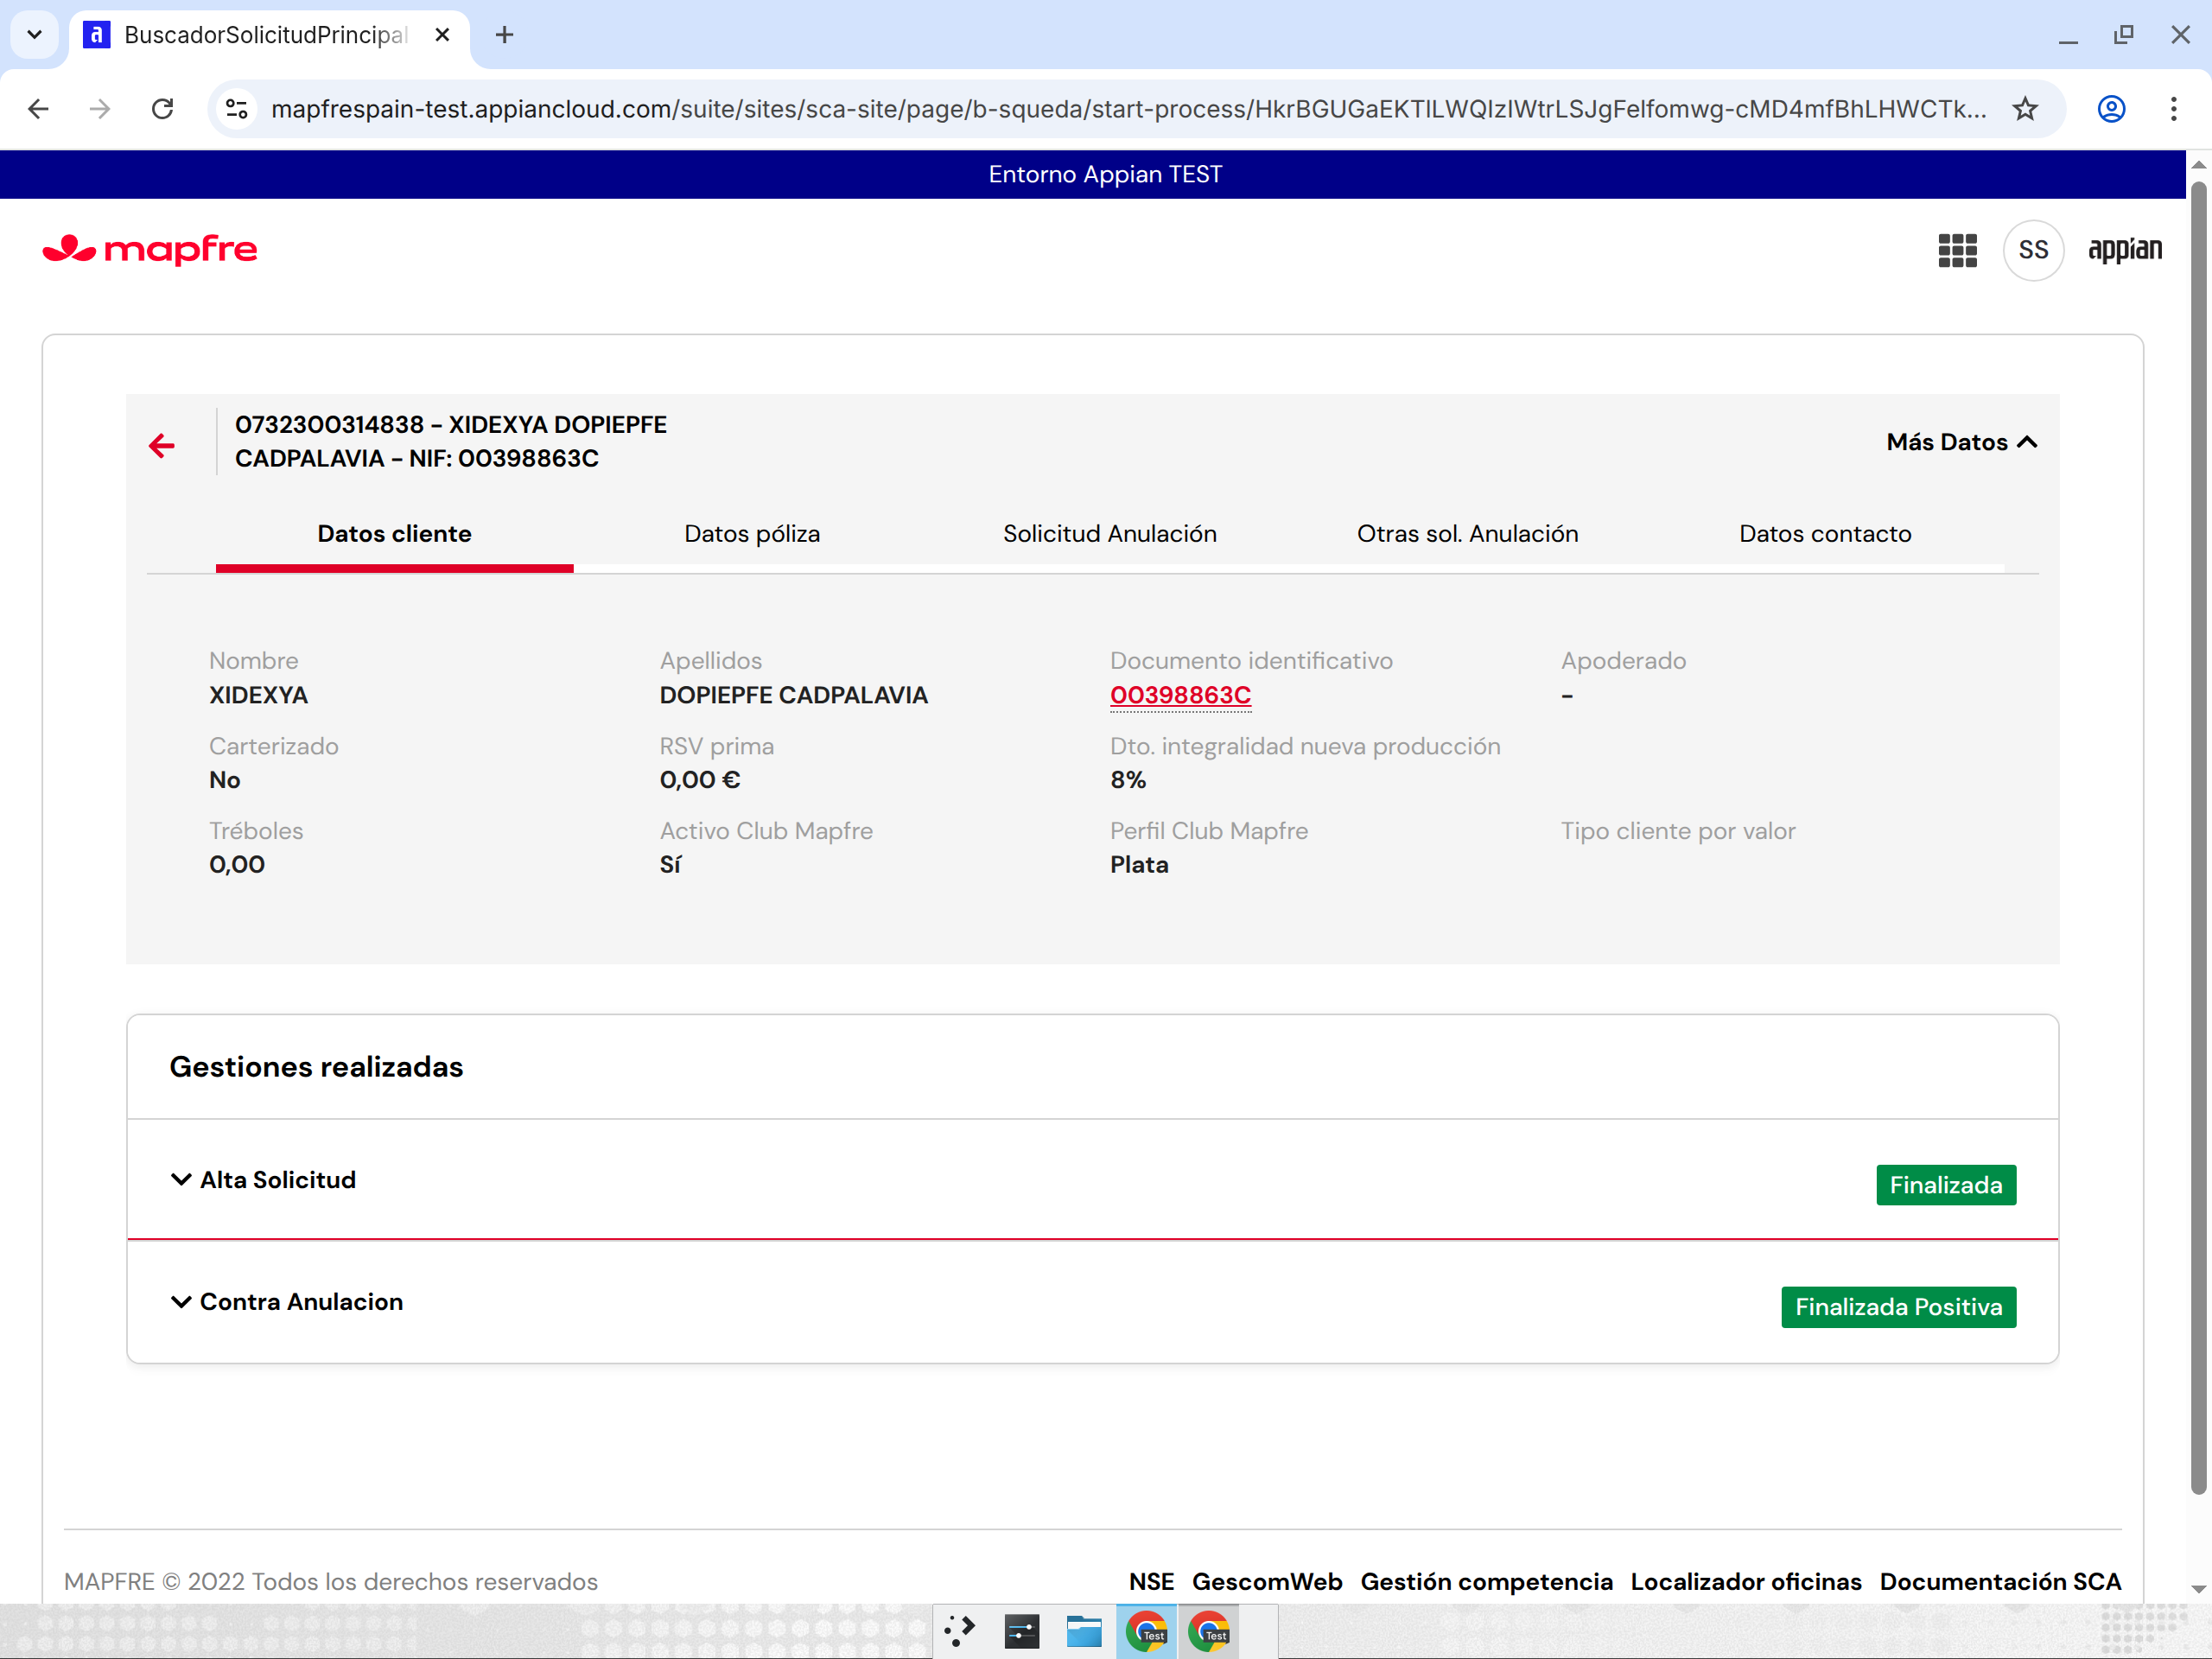 BuscadorSolicitudPrincipal
mapfrespain-test.appiancloud.com/suite/sites/sca-site/page/b-squeda/start-process/HkrBGUGaEKTlLWQIzlWtrLSJgFelfomwg-cMD4mfBhLHWCTk...
Entorno Appian TEST
mapfre
SS
appian
0732300314838 - XIDEXYA DOPIEPFE
CADPALAVIA - NIF: 00398863C
Más Datos
Datos cliente
Datos póliza
Solicitud Anulación
Otras sol. Anulación
Datos contacto
Nombre
XIDEXYA
Apellidos
DOPIEPFE CADPALAVIA
Documento identificativo
00398863C
Apoderado
-
Carterizado
No
RSV prima
0,00 €
Dto. integralidad nueva producción
8%
Tréboles
0,00
Activo Club Mapfre
Sí
Perfil Club Mapfre
Plata
Tipo cliente por valor
Gestiones realizadas
Alta Solicitud
Finalizada
Contra Anulacion
Finalizada Positiva
MAPFRE © 2022 Todos los derechos reservados
NSE GescomWeb Gestión competencia Localizador oficinas Documentación SCA
Test
Test